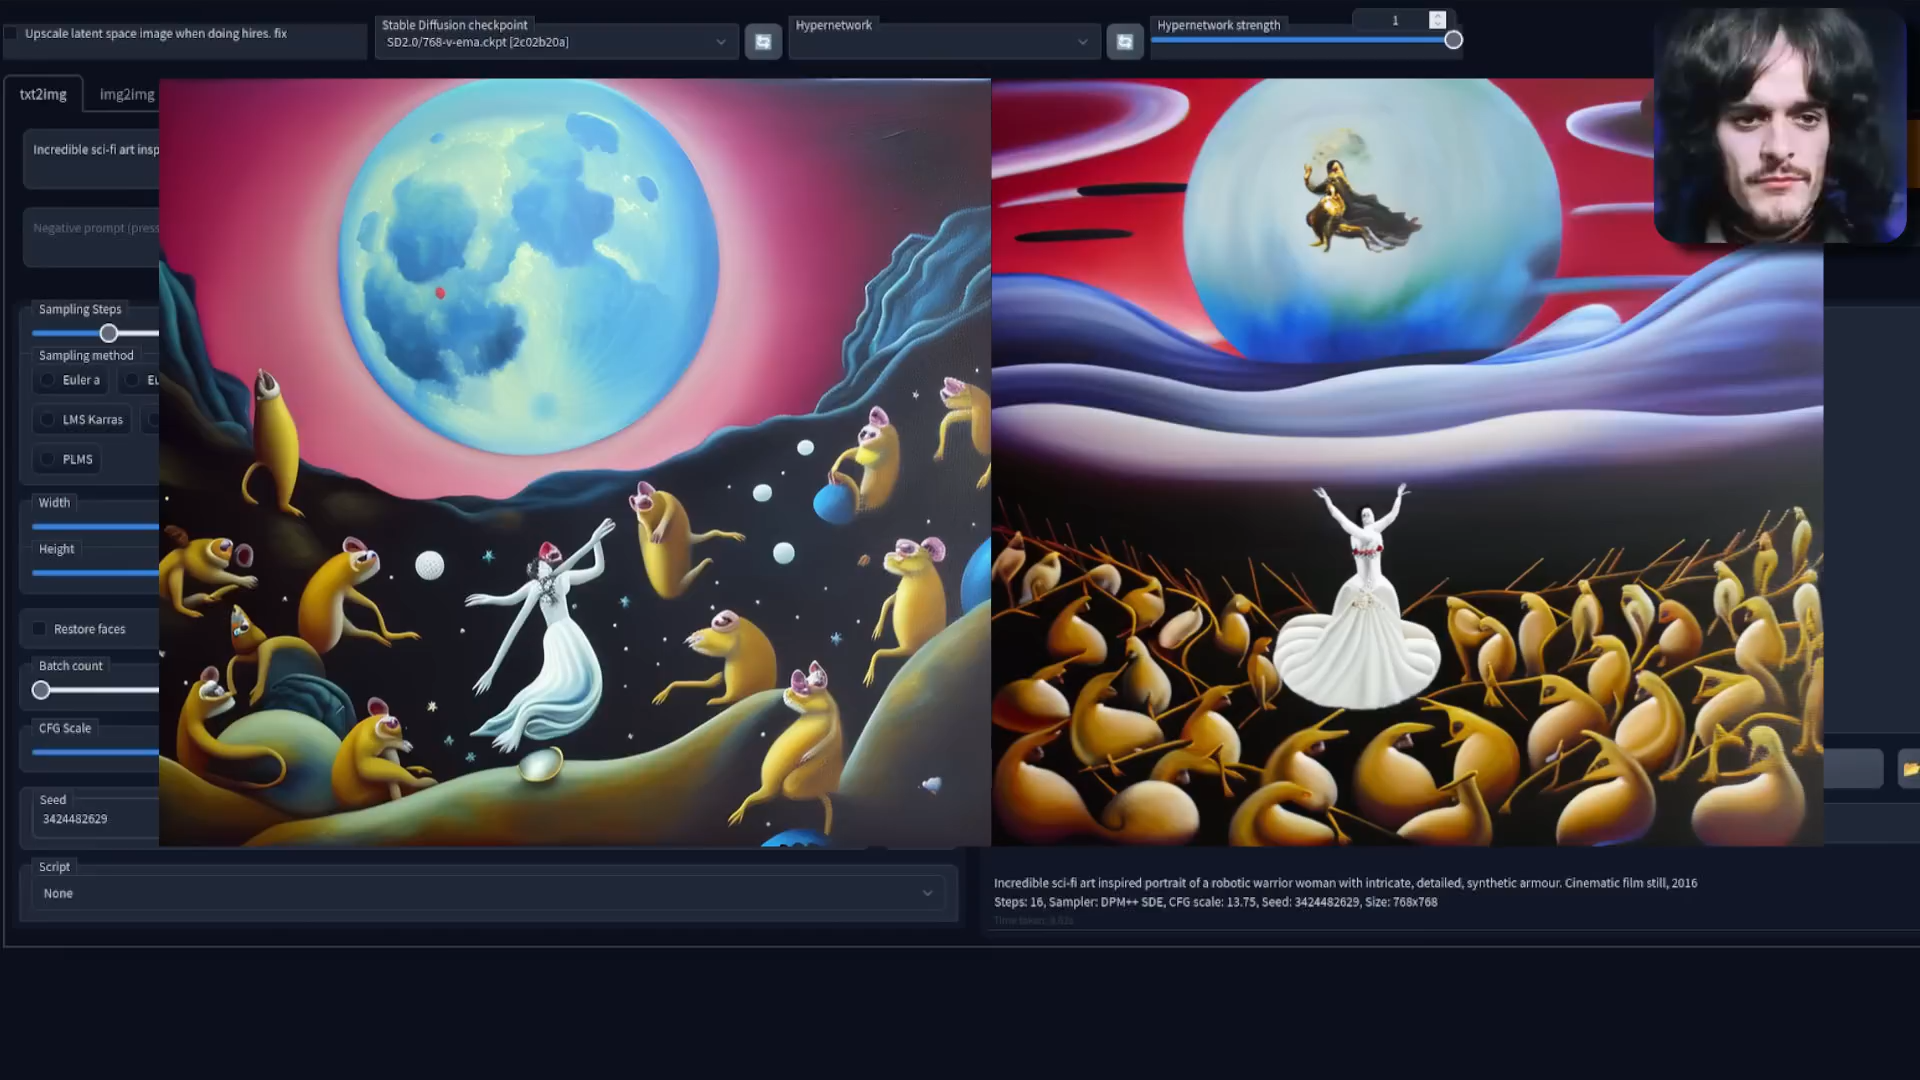 Upscale latent space image when doing hires. fix
Stable Diffusion checkpoint
SD2.0/768-v-ema.ckpt [2c02b20a]
Hypernetwork
Hypernetwork strength
1
txt2img
img2img
Incredible sci-fi art insp
Negative prompt (press
Sampling Steps
Sampling method
Euler a
Eu
LMS Karras
PLMS
Width
Height
Restore faces
Batch count
CFG Scale
Seed
3424482629
Script
None
Incredible sci-fi art inspired portrait of a robotic warrior woman with intricate, detailed, synthetic armour. Cinematic film still, 2016
Steps: 16, Sampler: DPM++ SDE, CFG scale: 13.75, Seed: 3424482629, Size: 768x768